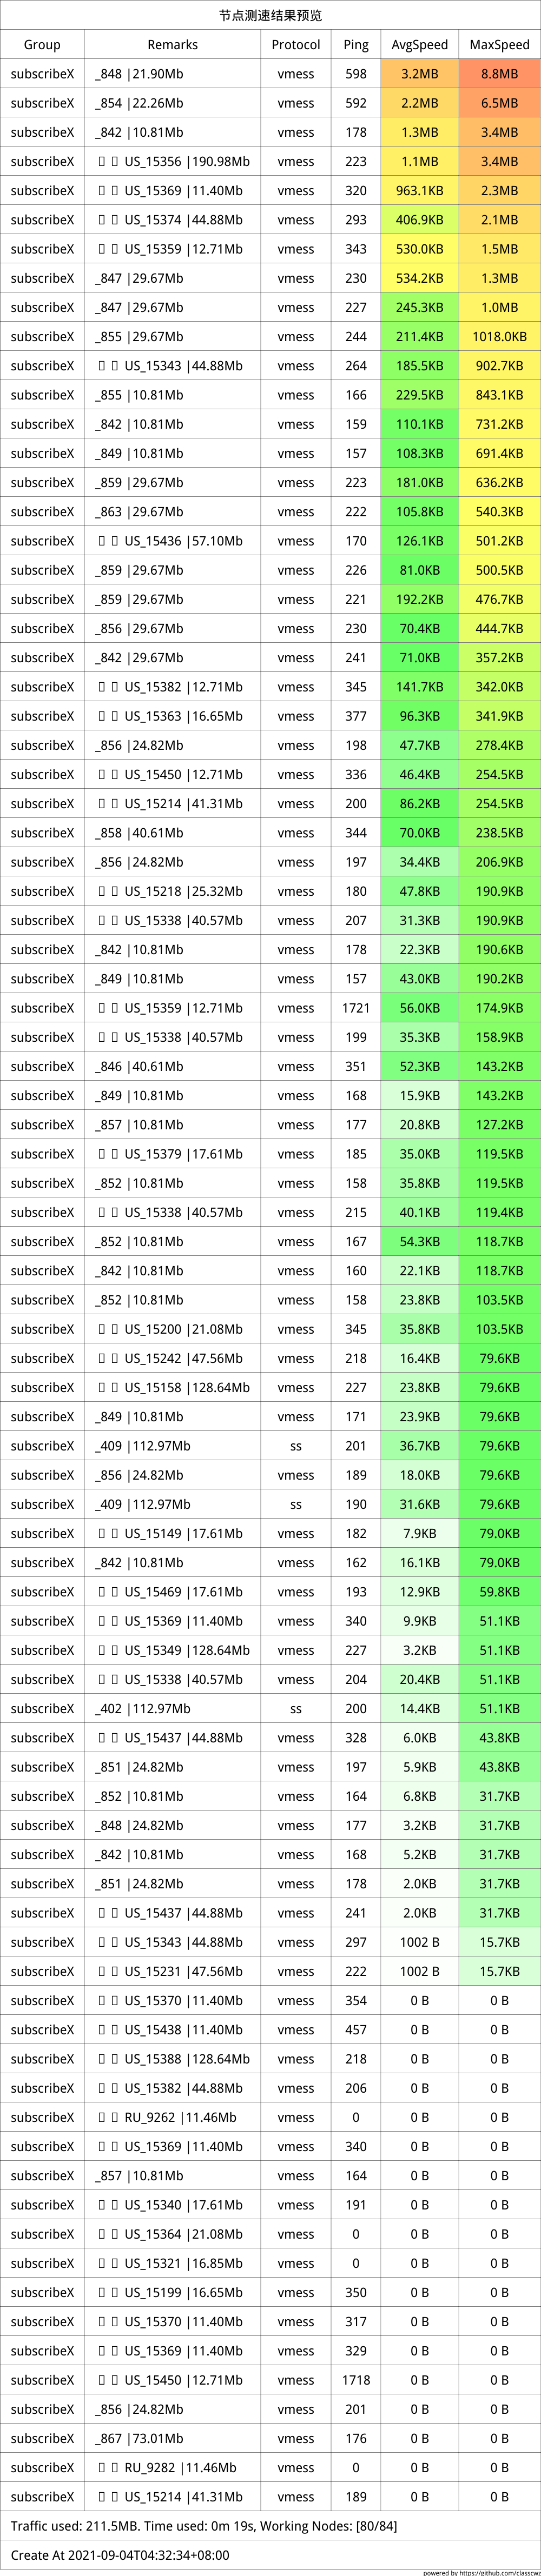 节点测速结果预览
Group Remarks Protocol Ping AvgSpeed MaxSpeed
subscribeX _848 |21.90Mb vmess 598 3.2MB 8.8MB
subscribeX _854 |22.26Mb vmess 592 2.2MB 6.5MB
subscribeX _842 |10.81Mb vmess 178 1.3MB 3.4MB
subscribeX US_15356 |190.98Mb vmess 223 1.1MB 3.4MB
subscribeX US_15369 |11.40Mb vmess 320 963.1KB 2.3MB
subscribeX US_15374 |44.88Mb vmess 293 406.9KB 2.1MB
subscribeX US_15359 |12.71Mb vmess 343 530.0KB 1.5MB
subscribeX _847 |29.67Mb vmess 230 534.2KB 1.3MB
subscribeX _847 |29.67Mb vmess 227 245.3KB 1.0MB
subscribeX _855 |29.67Mb vmess 244 211.4KB 1018.0KB
subscribeX US_15343 |44.88Mb vmess 264 185.5KB 902.7KB
subscribeX _855 |10.81Mb vmess 166 229.5KB 843.1KB
subscribeX _842 |10.81Mb vmess 159 110.1KB 731.2KB
subscribeX _849 |10.81Mb vmess 157 108.3KB 691.4KB
subscribeX _859 |29.67Mb vmess 223 181.0KB 636.2KB
subscribeX _863 |29.67Mb vmess 222 105.8KB 540.3KB
subscribeX US_15436 |57.10Mb vmess 170 126.1KB 501.2KB
subscribeX _859 |29.67Mb vmess 226 81.0KB 500.5KB
subscribeX _859 |29.67Mb vmess 221 192.2KB 476.7KB
subscribeX _856 |29.67Mb vmess 230 70.4KB 444.7KB
subscribeX _842 |29.67Mb vmess 241 71.0KB 357.2KB
subscribeX US_15382 |12.71Mb vmess 345 141.7KB 342.0KB
subscribeX US_15363 |16.65Mb vmess 377 96.3KB 341.9KB
subscribeX _856 |24.82Mb vmess 198 47.7KB 278.4KB
subscribeX US_15450 |12.71Mb vmess 336 46.4KB 254.5KB
subscribeX US_15214 |41.31Mb vmess 200 86.2KB 254.5KB
subscribeX _858 |40.61Mb vmess 344 70.0KB 238.5KB
subscribeX _856 |24.82Mb vmess 197 34.4KB 206.9KB
subscribeX US_15218 |25.32Mb vmess 180 47.8KB 190.9KB
subscribeX US_15338 |40.57Mb vmess 207 31.3KB 190.9KB
subscribeX _842 |10.81Mb vmess 178 22.3KB 190.6KB
subscribeX _849 |10.81Mb vmess 157 43.0KB 190.2KB
subscribeX US_15359 |12.71Mb vmess 1721 56.0KB 174.9KB
subscribeX US_15338 |40.57Mb vmess 199 35.3KB 158.9KB
subscribeX _846 |40.61Mb vmess 351 52.3KB 143.2KB
subscribeX _849 |10.81Mb vmess 168 15.9KB 143.2KB
subscribeX _857 |10.81Mb vmess 177 20.8KB 127.2KB
subscribeX US_15379 |17.61Mb vmess 185 35.0KB 119.5KB
subscribeX _852 |10.81Mb vmess 158 35.8KB 119.5KB
subscribeX US_15338 |40.57Mb vmess 215 40.1KB 119.4KB
subscribeX _852 |10.81Mb vmess 167 54.3KB 118.7KB
subscribeX _842 |10.81Mb vmess 160 22.1KB 118.7KB
subscribeX _852 |10.81Mb vmess 158 23.8KB 103.5KB
subscribeX US_15200 |21.08Mb vmess 345 35.8KB 103.5KB
subscribeX US_15242 |47.56Mb vmess 218 16.4KB 79.6KB
subscribeX US_15158 |128.64Mb vmess 227 23.8KB 79.6KB
subscribeX _849 |10.81Mb vmess 171 23.9KB 79.6KB
subscribeX _409 |112.97Mb ss 201 36.7KB 79.6KB
subscribeX _856 |24.82Mb vmess 189 18.0KB 79.6KB
subscribeX _409 |112.97Mb ss 190 31.6KB 79.6KB
subscribeX US_15149 |17.61Mb vmess 182 7.9KB 79.0KB
subscribeX _842 |10.81Mb vmess 162 16.1KB 79.0KB
subscribeX US_15469 |17.61Mb vmess 193 12.9KB 59.8KB
subscribeX US_15369 |11.40Mb vmess 340 9.9KB 51.1KB
subscribeX US_15349 |128.64Mb vmess 227 3.2KB 51.1KB
subscribeX US_15338 |40.57Mb vmess 204 20.4KB 51.1KB
subscribeX _402 |112.97Mb ss 200 14.4KB 51.1KB
subscribeX US_15437 |44.88Mb vmess 328 6.0KB 43.8KB
subscribeX _851 |24.82Mb vmess 197 5.9KB 43.8KB
subscribeX _852 |10.81Mb vmess 164 6.8KB 31.7KB
subscribeX _848 |24.82Mb vmess 177 3.2KB 31.7KB
subscribeX _842 |10.81Mb vmess 168 5.2KB 31.7KB
subscribeX _851 |24.82Mb vmess 178 2.0KB 31.7KB
subscribeX US_15437 |44.88Mb vmess 241 2.0KB 31.7KB
subscribeX US_15343 |44.88Mb vmess 297 1002 B 15.7KB
subscribeX US_15231 |47.56Mb vmess 222 1002 B 15.7KB
subscribeX US_15370 |11.40Mb vmess 354 0 B 0 B
subscribeX US_15438 |11.40Mb vmess 457 0 B 0 B
subscribeX US_15388 |128.64Mb vmess 218 0 B 0 B
subscribeX US_15382 |44.88Mb vmess 206 0 B 0 B
subscribeX RU_9262 |11.46Mb vmess 0 0 B 0 B
subscribeX US_15369 |11.40Mb vmess 340 0 B 0 B
subscribeX _857 |10.81Mb vmess 164 0 B 0 B
subscribeX US_15340 |17.61Mb vmess 191 0 B 0 B
subscribeX US_15364 |21.08Mb vmess 0 0 B 0 B
subscribeX US_15321 |16.85Mb vmess 0 0 B 0 B
subscribeX US_15199 |16.65Mb vmess 350 0 B 0 B
subscribeX US_15370 |11.40Mb vmess 317 0 B 0 B
subscribeX US_15369 |11.40Mb vmess 329 0 B 0 B
subscribeX US_15450 |12.71Mb vmess 1718 0 B 0 B
subscribeX _856 |24.82Mb vmess 201 0 B 0 B
subscribeX _867 |73.01Mb vmess 176 0 B 0 B
subscribeX RU_9282 |11.46Mb vmess 0 0 B 0 B
subscribeX US_15214 |41.31Mb vmess 189 0 B 0 B
Traffic used: 211.5MB. Time used: 0m 19s, Working Nodes: [80/84]
Create At 2021-09-04T04:32:34+08:00
powered by https://github.com/classcwz